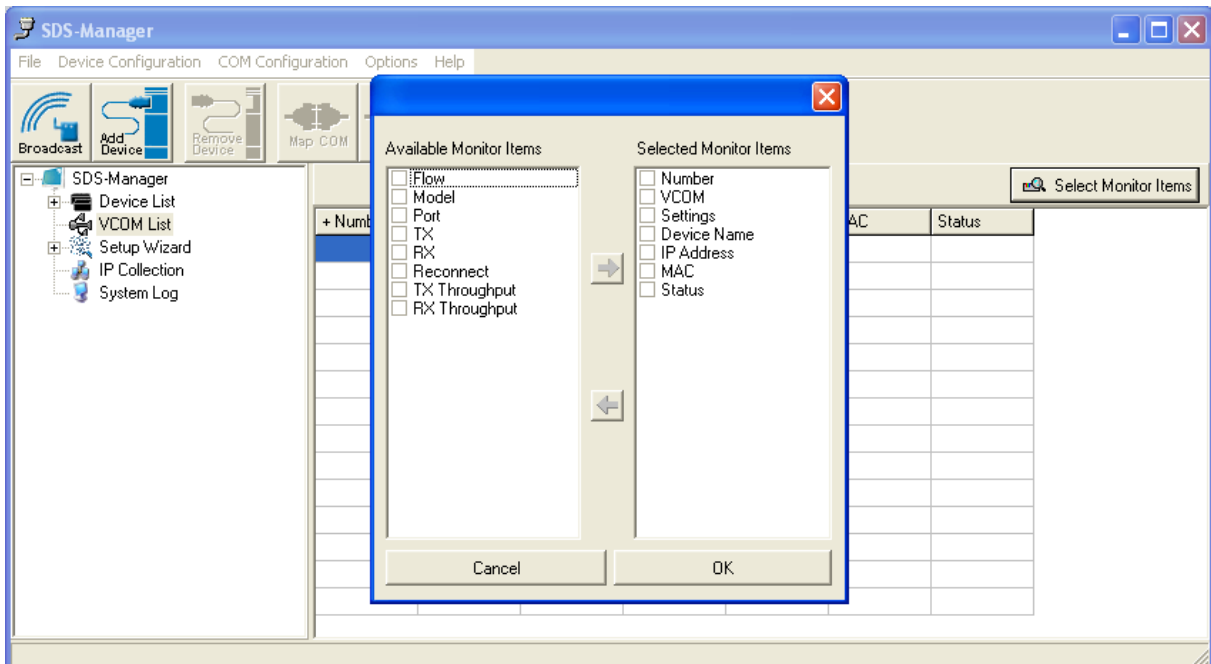 SDS-Manager
File Device Configuration COM Configuration Options Help
Broadcast
Add Device
Remove Device
Map COM
SDS-Manager
Device List
VCOM List
Setup Wizard
IP Collection
System Log
Select Monitor Items
+ Numb
AC
Status
Available Monitor Items
Flow
Model
Port
TX
RX
Reconnect
TX Throughput
RX Throughput
Selected Monitor Items
Number
VCOM
Settings
Device Name
IP Address
MAC
Status
Cancel
OK